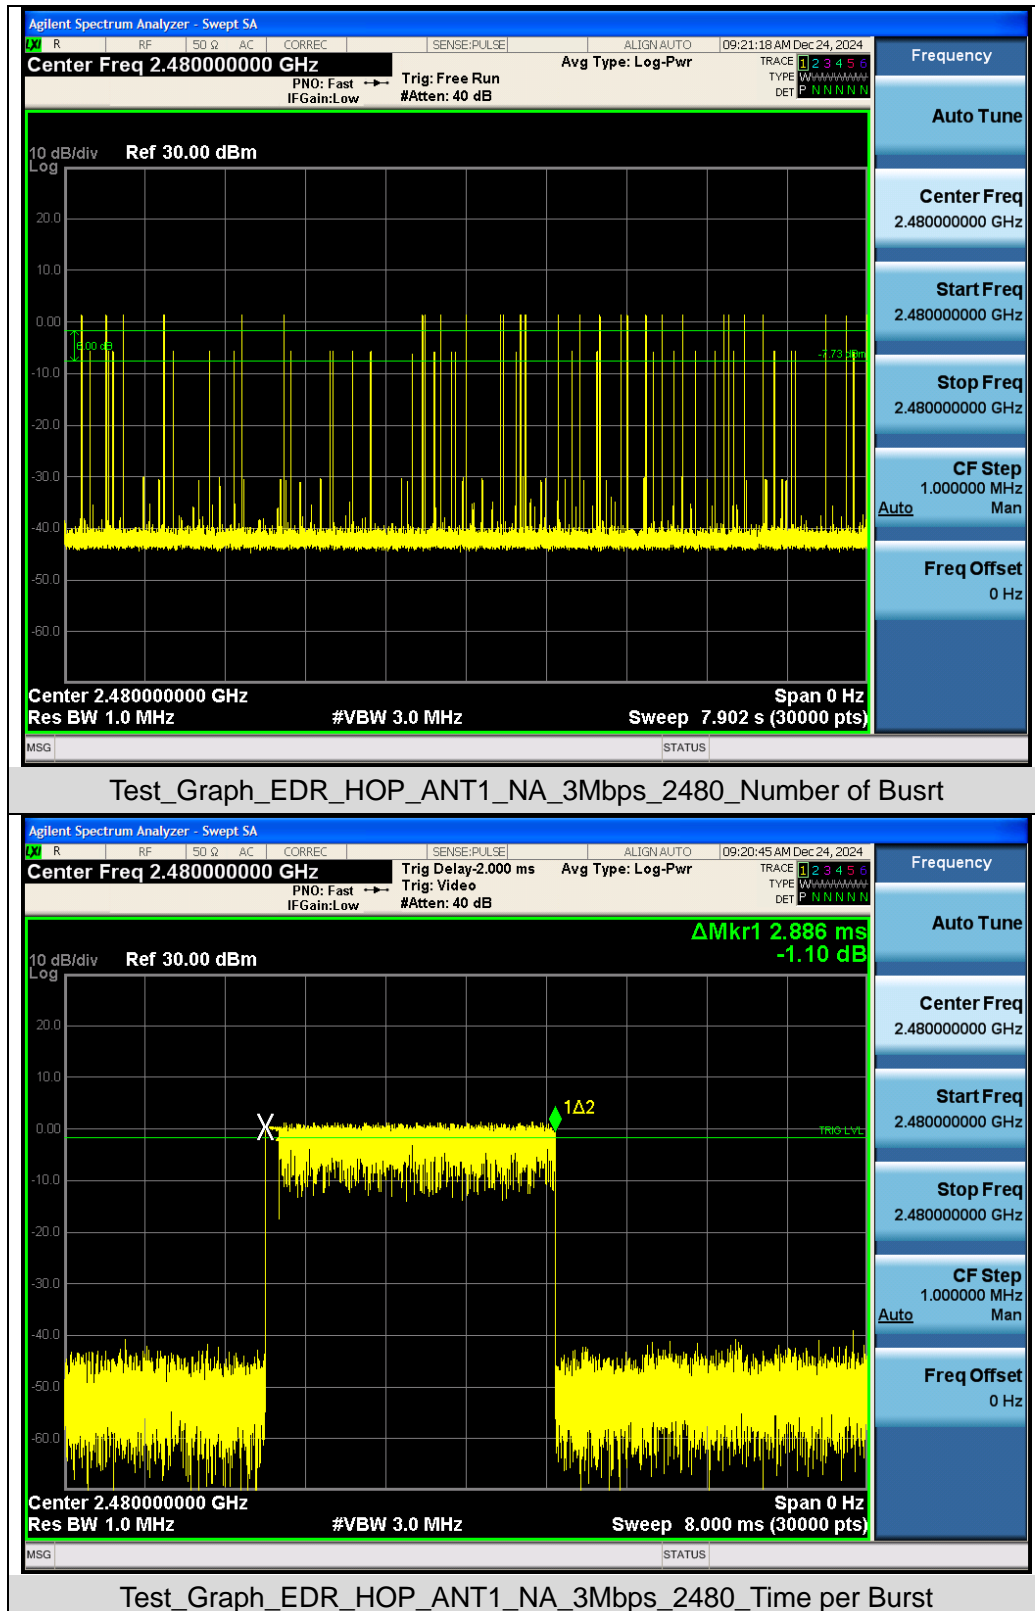 Agilent Spectrum Analyzer - Swept SA
LXI R RF 50 Ω AC CORREC SENSE:PULSE ALIGN AUTO 09:21:18 AM Dec 24, 2024
Center Freq 2.480000000 GHz
PNO: Fast
IFGain:Low
Trig: Free Run
#Atten: 40 dB
Avg Type: Log-Pwr
TRACE 1 2 3 4 5 6
TYPE W
DET P N N N N N
Frequency
Auto Tune
Center Freq
2.480000000 GHz
Start Freq
2.480000000 GHz
Stop Freq
2.480000000 GHz
CF Step
1.000000 MHz
Auto Man
Freq Offset
0 Hz
10 dB/div Ref 30.00 dBm
Log
20.0
10.0
0.00
6.00 dB
-7.73 dBm
-10.0
-20.0
-30.0
-40.0
-50.0
-60.0
Center 2.480000000 GHz Span 0 Hz
Res BW 1.0 MHz #VBW 3.0 MHz Sweep 7.902 s (30000 pts)
MSG STATUS
Test_Graph_EDR_HOP_ANT1_NA_3Mbps_2480_Number of Busrt
Agilent Spectrum Analyzer - Swept SA
LXI R RF 50 Ω AC CORREC SENSE:PULSE ALIGN AUTO 09:20:45 AM Dec 24, 2024
Center Freq 2.480000000 GHz
PNO: Fast
IFGain:Low
Trig Delay-2.000 ms
Trig: Video
#Atten: 40 dB
Avg Type: Log-Pwr
TRACE 1 2 3 4 5 6
TYPE W
DET P N N N N N
Frequency
Auto Tune
Center Freq
2.480000000 GHz
Start Freq
2.480000000 GHz
Stop Freq
2.480000000 GHz
CF Step
1.000000 MHz
Auto Man
Freq Offset
0 Hz
ΔMkr1 2.886 ms
-1.10 dB
10 dB/div Ref 30.00 dBm
Log
20.0
10.0
0.00
1Δ2
TRIG LVL
-10.0
-20.0
-30.0
-40.0
-50.0
-60.0
Center 2.480000000 GHz Span 0 Hz
Res BW 1.0 MHz #VBW 3.0 MHz Sweep 8.000 ms (30000 pts)
MSG STATUS
Test_Graph_EDR_HOP_ANT1_NA_3Mbps_2480_Time per Burst